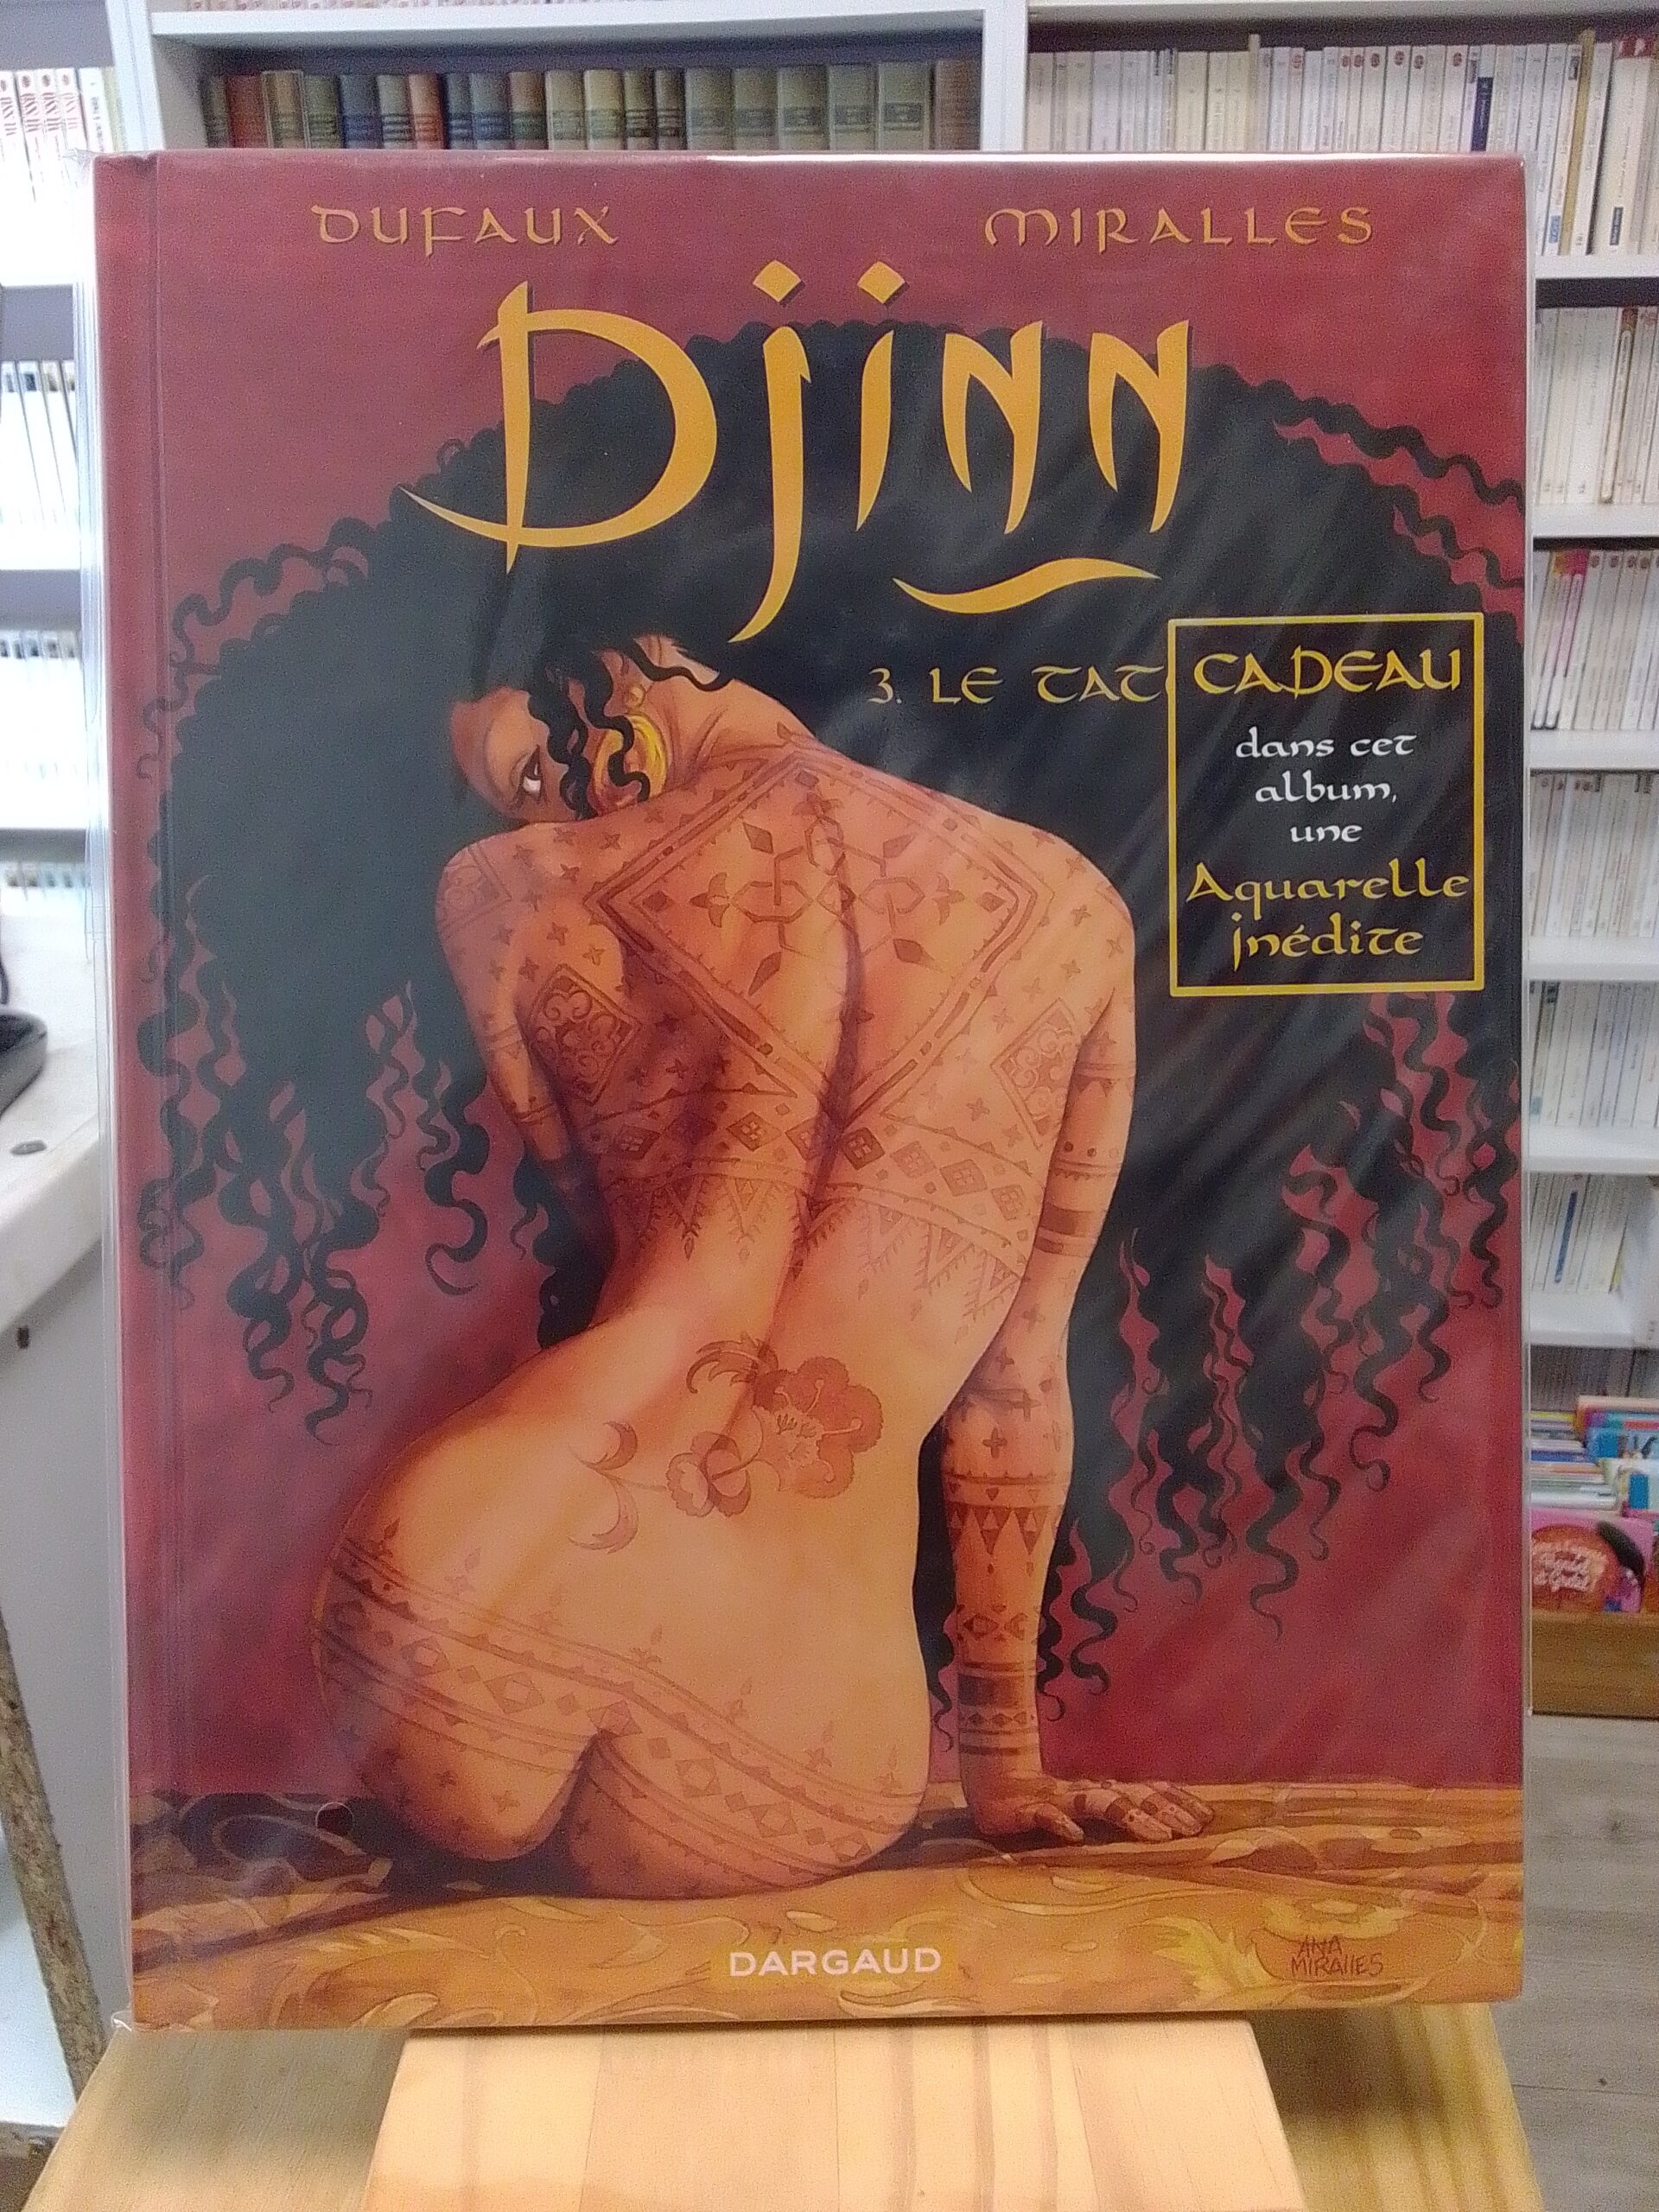 DUFAUX MIRALLES
Djinn
3. LE TAT
CADEAU
dans cet
album,
une
Aquarelle
inédite
DARGAUD
ANA
MIRALLES